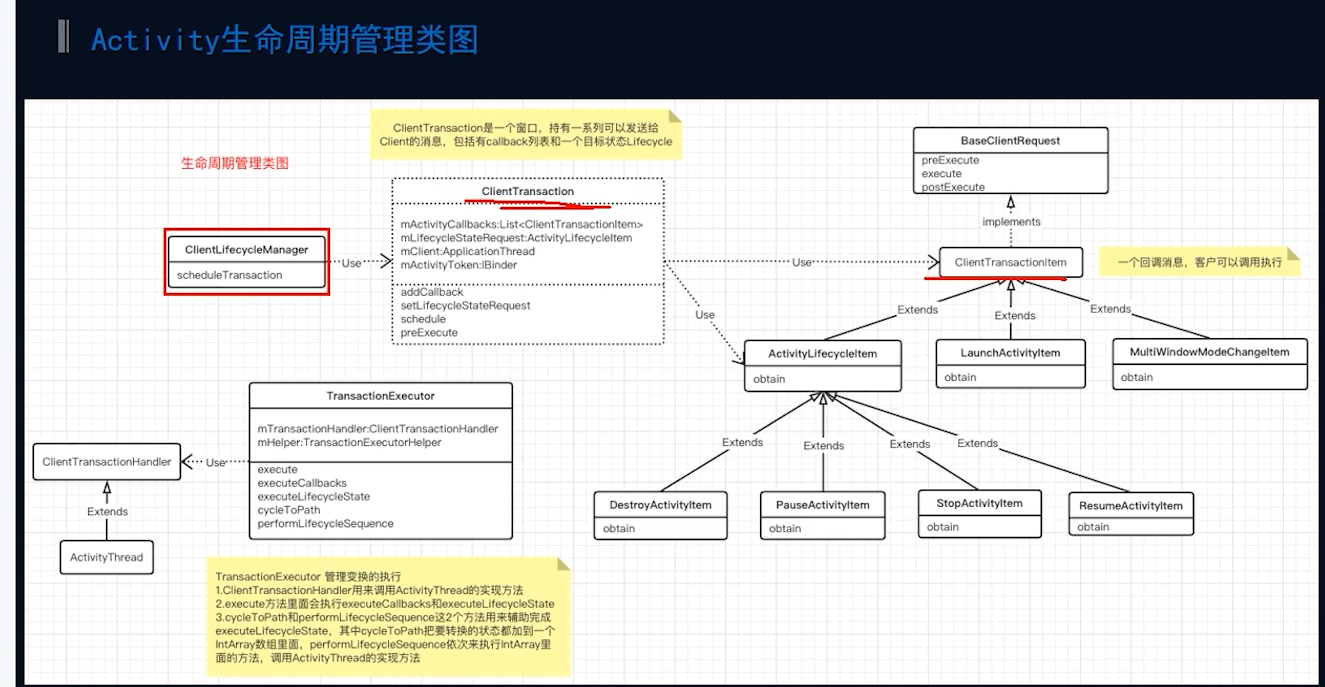 Activity生命周期管理类图
ClientTransaction是一个窗口，持有一系列可以发送给
Client的消息，包括有callback列表和一个目标状态Lifecycle
生命周期管理类图
BaseClientRequest
preExecute
execute
postExecute
ClientTransaction
mActivityCallbacks:List<ClientTransactionItem>
mLifecycleStateRequest:ActivityLifecycleItem
mClient:ApplicationThread
mActivityToken:IBinder
addCallback
setLifecycleStateRequest
schedule
preExecute
ClientLifecycleManager
scheduleTransaction
Use
Use
Use
implements
ClientTransactionItem
一个回调消息，客户可以调用执行
Extends
Extends
Extends
ActivityLifecycleItem
obtain
LaunchActivityItem
obtain
MultiWindowModeChangeItem
obtain
TransactionExecutor
mTransactionHandler:ClientTransactionHandler
mHelper:TransactionExecutorHelper
execute
executeCallbacks
executeLifecycleState
cycleToPath
performLifecycleSequence
ClientTransactionHandler
Use
Extends
ActivityThread
Extends
Extends
Extends
Extends
DestroyActivityItem
obtain
PauseActivityItem
obtain
StopActivityItem
obtain
ResumeActivityItem
obtain
TransactionExecutor 管理变换的执行
1.ClientTransactionHandler用来调用ActivityThread的实现方法
2.execute方法里面会执行executeCallbacks和executeLifecycleState
3.cycleToPath和performLifecycleSequence这2个方法用来辅助完成
executeLifecycleState，其中cycleToPath把要转换的状态都加到一个
IntArray数组里面，performLifecycleSequence依次来执行IntArray里
面的方法，调用ActivityThread的实现方法